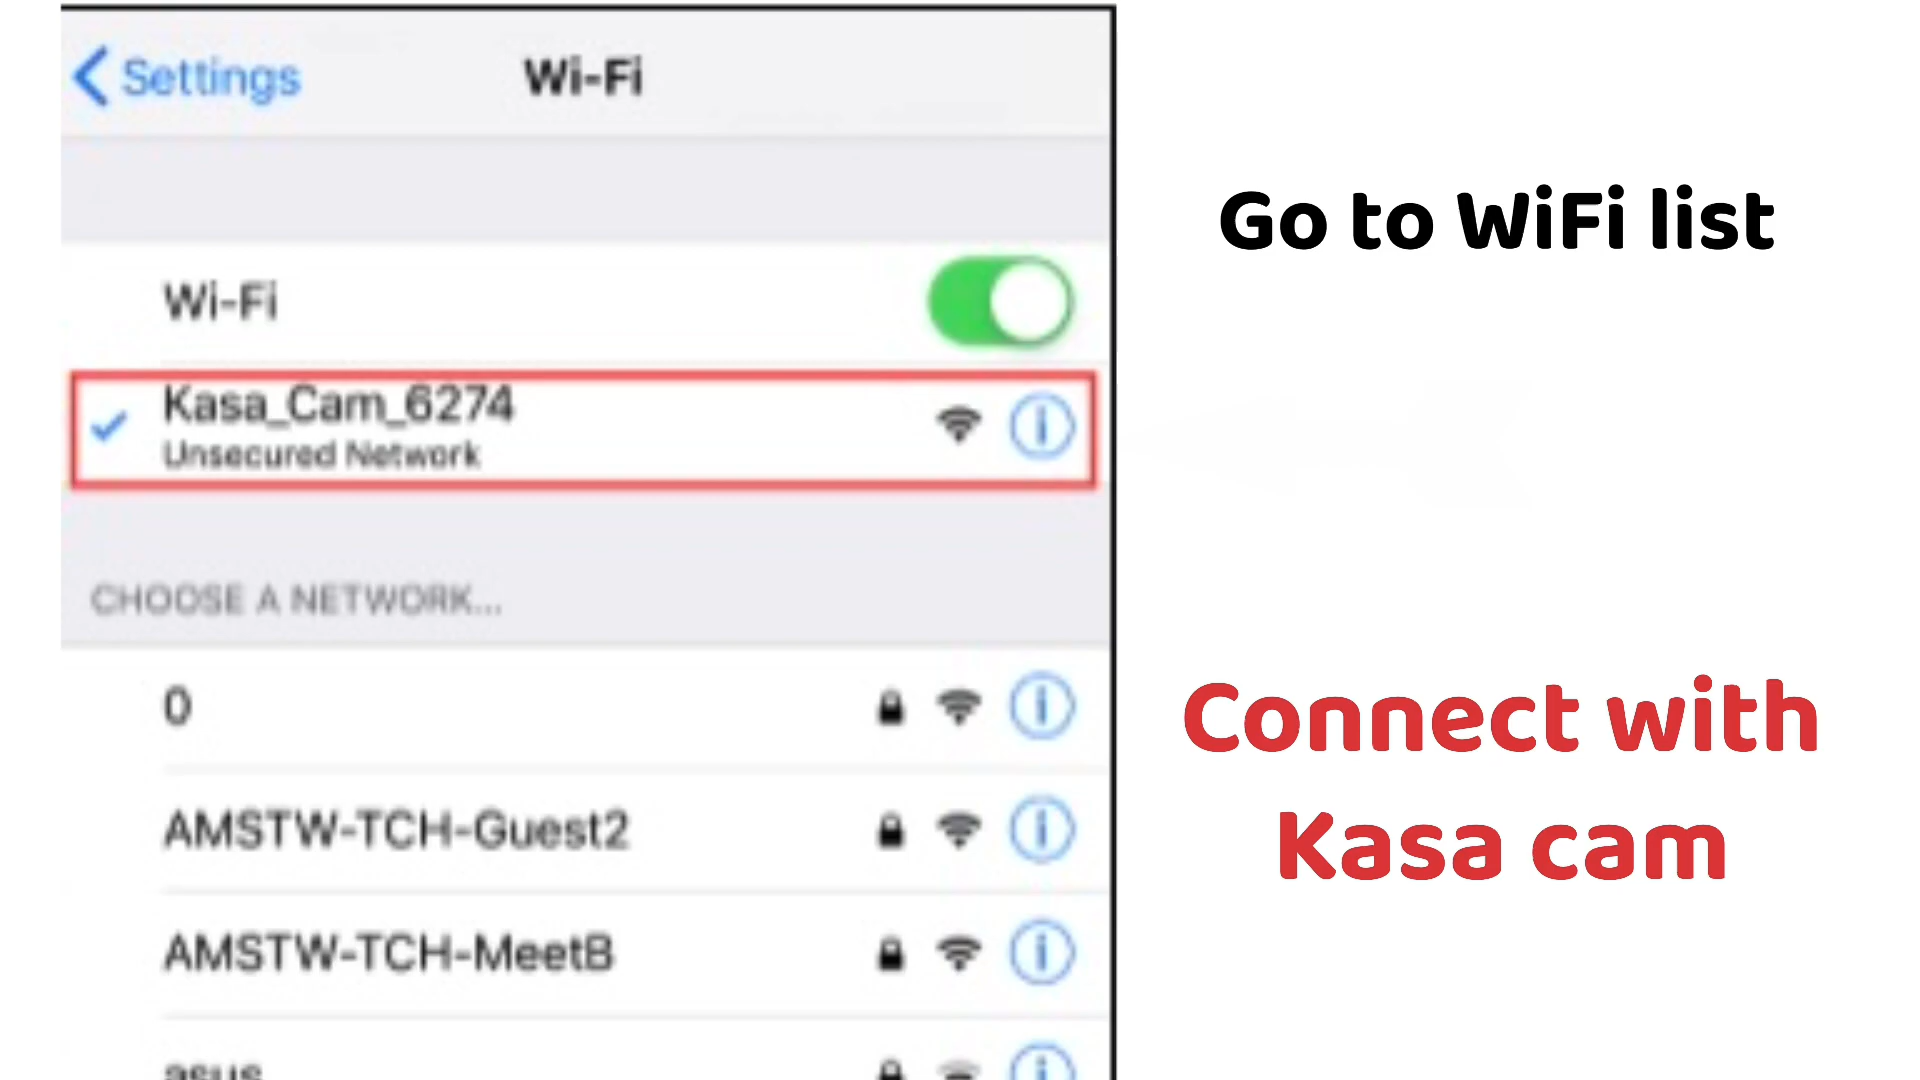 Settings
Wi-Fi
Wi-Fi
Kasa_Cam_6274
Unsecured Network
CHOOSE A NETWORK...
0
AMSTW-TCH-Guest2
AMSTW-TCH-MeetB
asus
Go to WiFi list
Connect with
Kasa cam